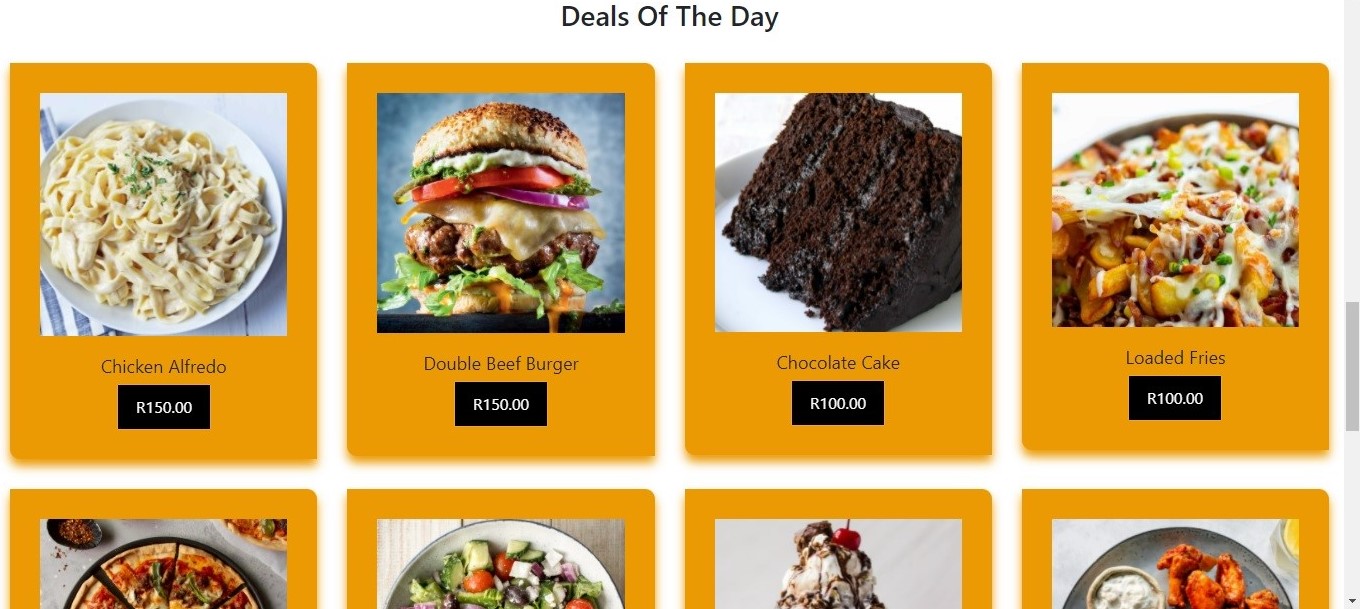 Deals Of The Day
Chicken Alfredo
R150.00
Double Beef Burger
R150.00
Chocolate Cake
R100.00
Loaded Fries
R100.00